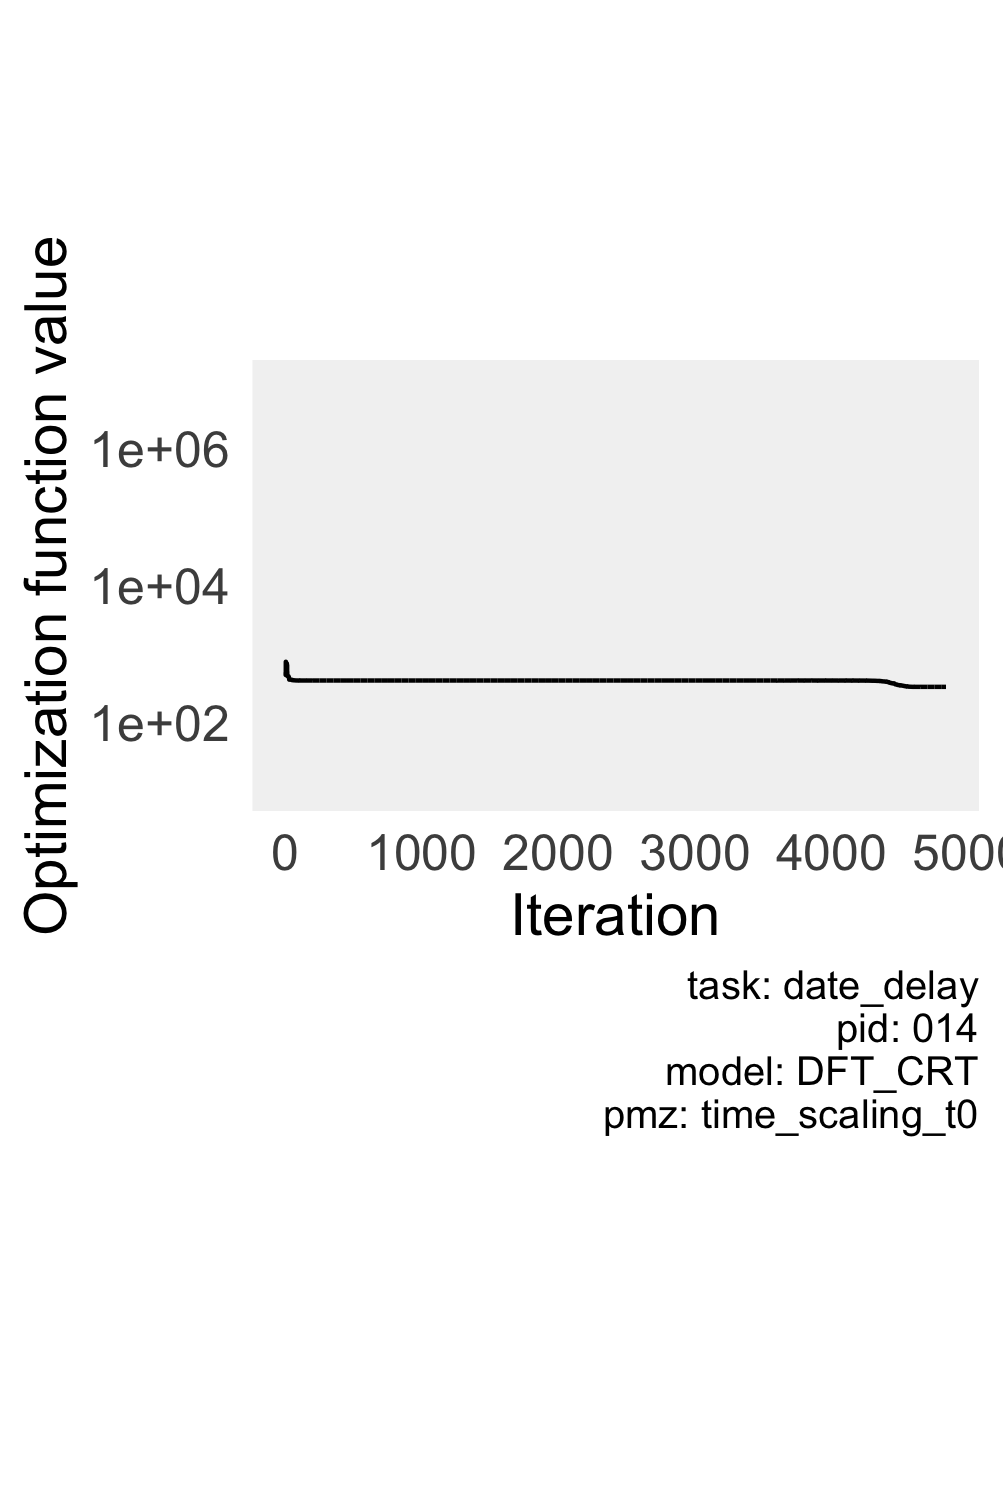 Optimization function value
1e+06
1e+04
1e+02
0 1000 2000 3000 4000 5000
Iteration
task: date_delay
pid: 014
model: DFT_CRT
pmz: time_scaling_t0